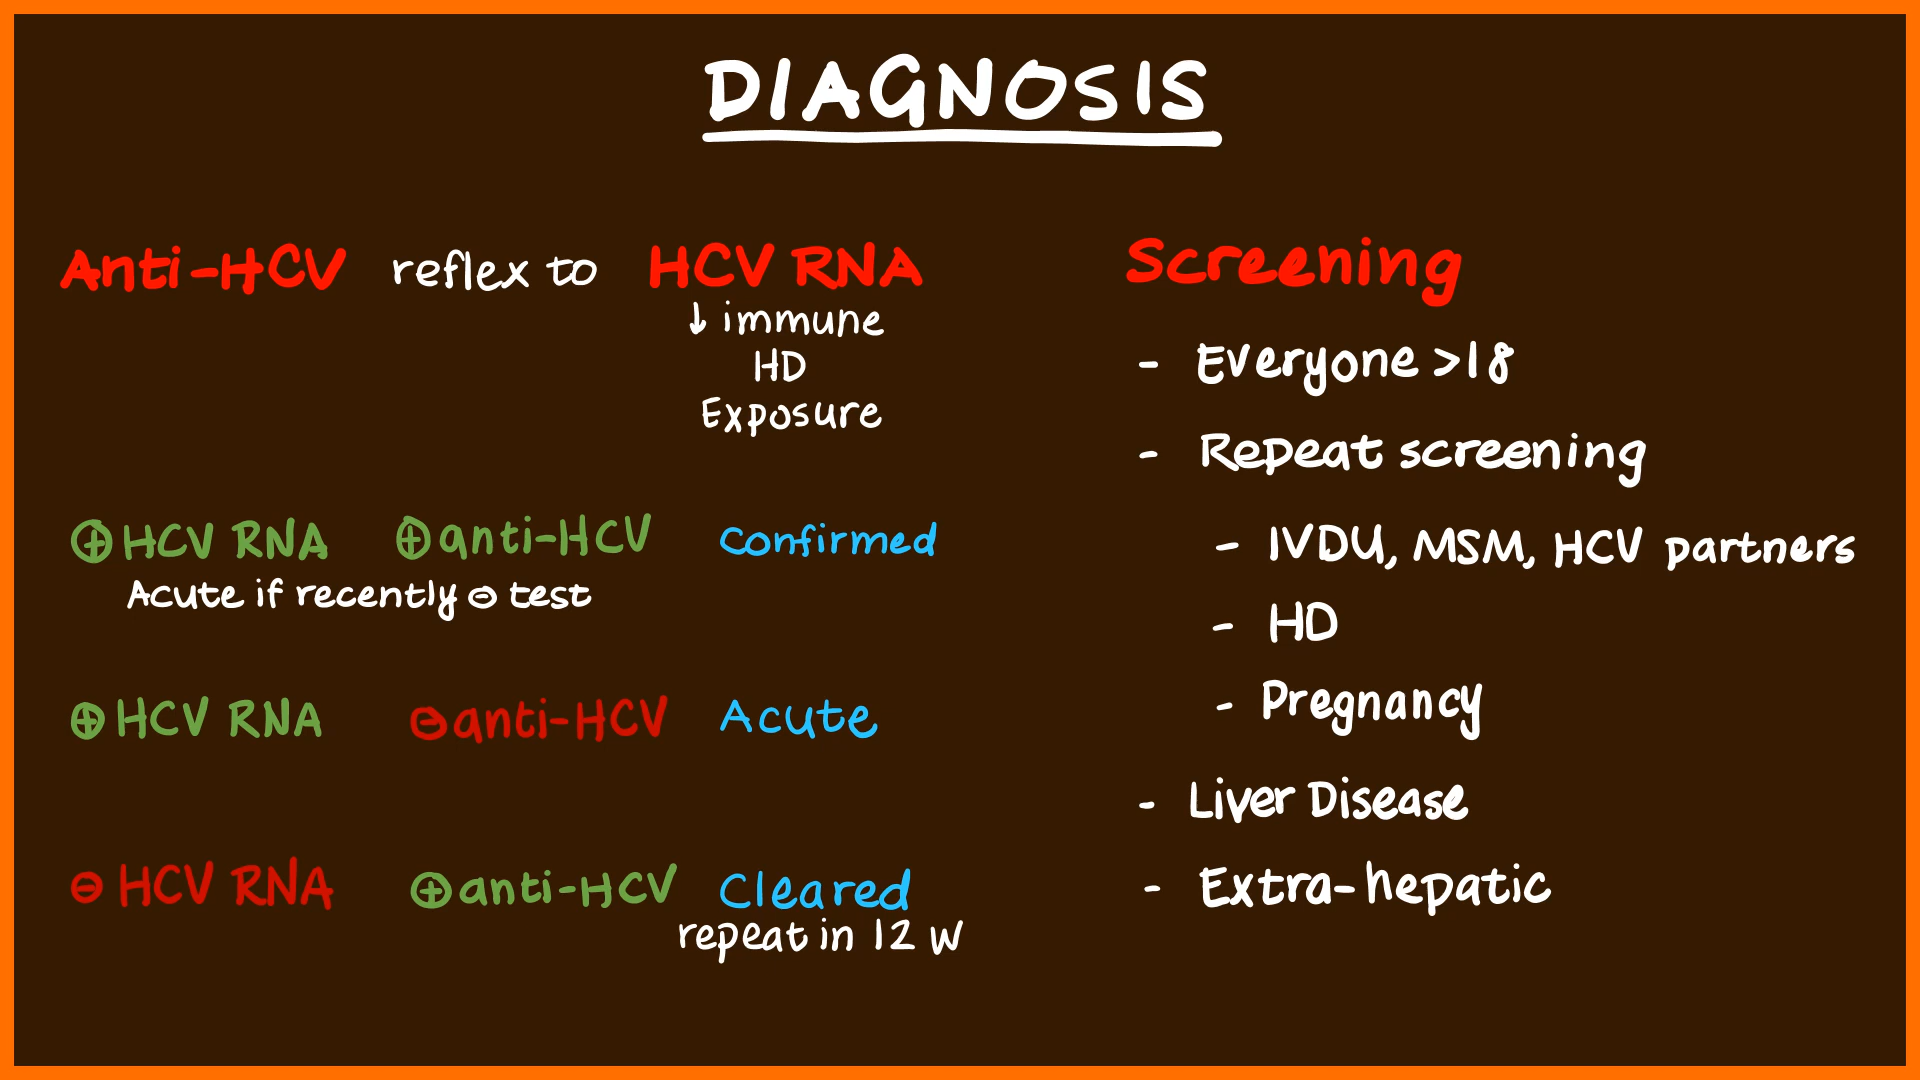 DIAGNOSIS
Anti-HCV reflex to HCV RNA
↓ immune
HD
Exposure
⊕ HCV RNA ⊕ anti-HCV Confirmed
Acute if recently ⊖ test
⊕ HCV RNA ⊖ anti-HCV Acute
⊖ HCV RNA ⊕ anti-HCV Cleared
repeat in 12 W
Screening
- Everyone >18
- Repeat screening
- IVDU, MSM, HCV partners
- HD
- Pregnancy
- Liver Disease
- Extra-hepatic